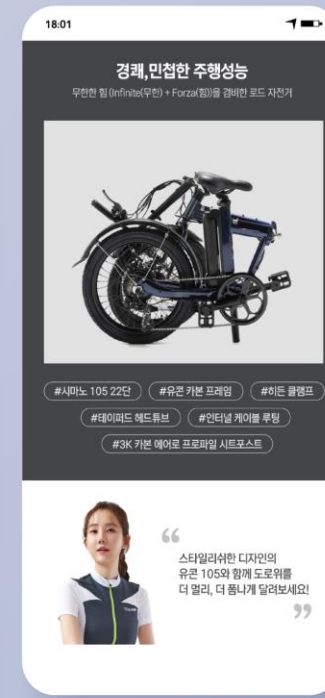 18:01
경쾌,민첩한 주행성능
무한한 힘 (Infinite(무한) + Forza(힘))을 겸비한 로드 자전거
#시마노 105 22단 #유콘 카본 프레임 #히든 클램프
#테이퍼드 헤드튜브 #인터널 케이블 루팅
#3K 카본 에어로 프로파일 시트포스트
“
스타일리쉬한 디자인의
유콘 105와 함께 도로위를
더 멀리, 더 폼나게 달려보세요!
”